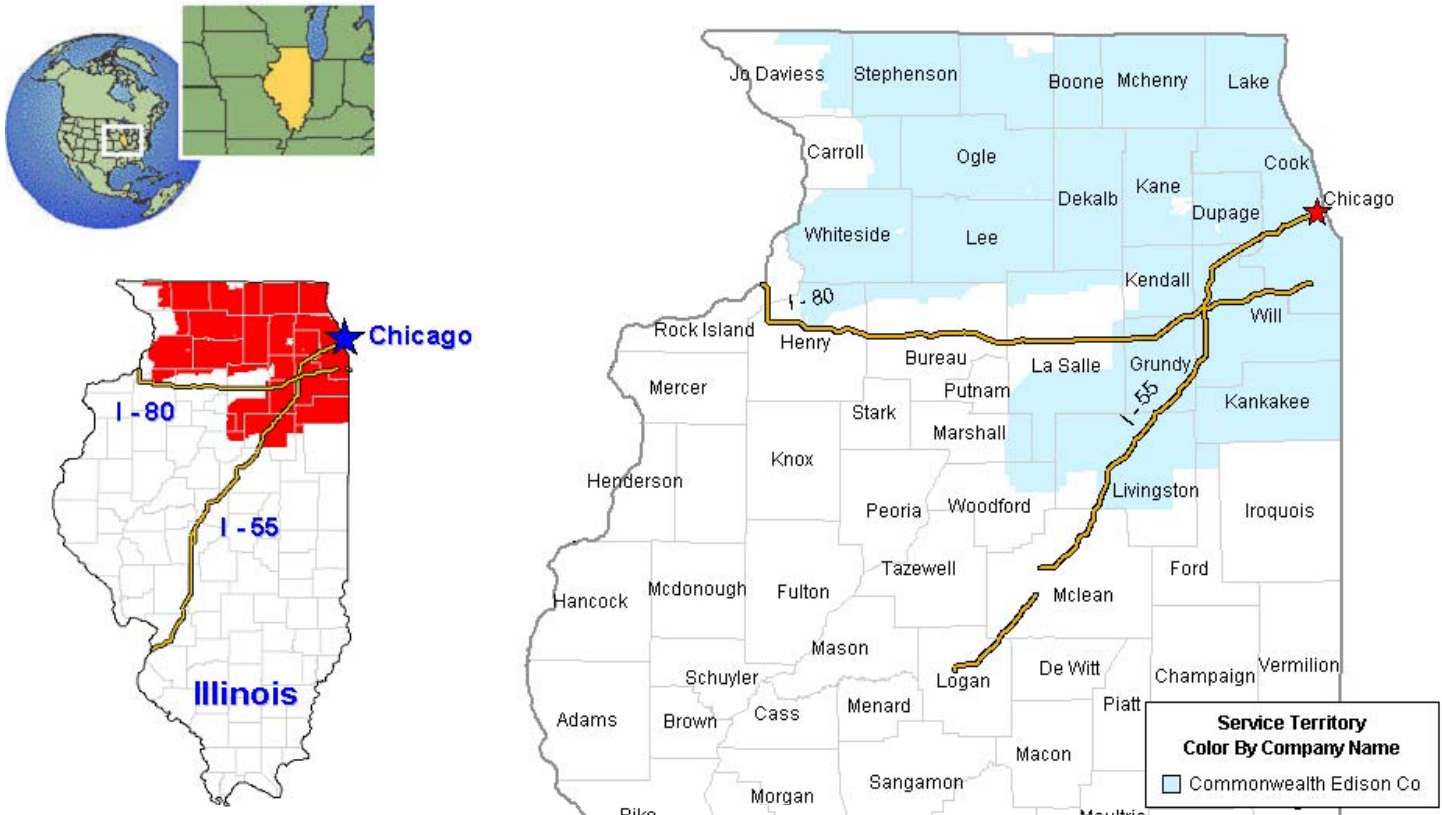 Chicago
I - 80
I - 55
Illinois
Jo Daviess
Stephenson
Boone
Mchenry
Lake
Carroll
Ogle
Cook
Dekalb
Kane
Dupage
Chicago
Whiteside
Lee
Kendall
I - 80
Rock Island
Henry
Will
Bureau
La Salle
Grundy
Mercer
Putnam
I - 55
Kankakee
Stark
Marshall
Knox
Henderson
Livingston
Peoria
Woodford
Iroquois
Tazewell
Ford
Hancock
Mcdonough
Fulton
Mclean
Mason
Schuyler
Logan
De Witt
Champaign
Vermilion
Adams
Brown
Cass
Menard
Piatt
Macon
Sangamon
Morgan
Pike
Moultrie
Service Territory
Color By Company Name
Commonwealth Edison Co